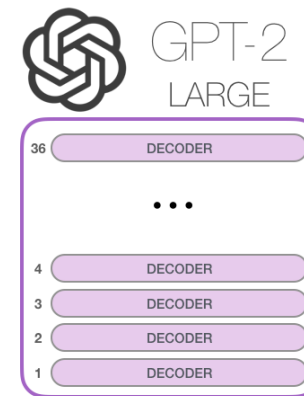 GPT-2
LARGE
36 DECODER
...
4 DECODER
3 DECODER
2 DECODER
1 DECODER